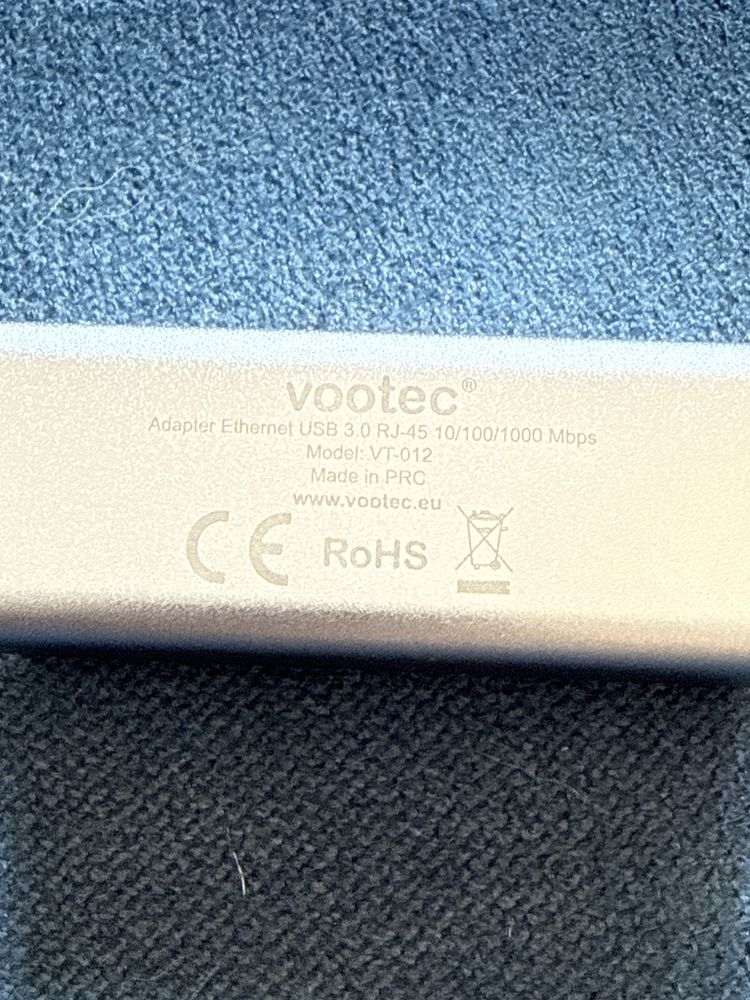 vootec®
Adapter Ethernet USB 3.0 RJ-45 10/100/1000 Mbps
Model: VT-012
Made in PRC
www.vootec.eu
CE RoHS